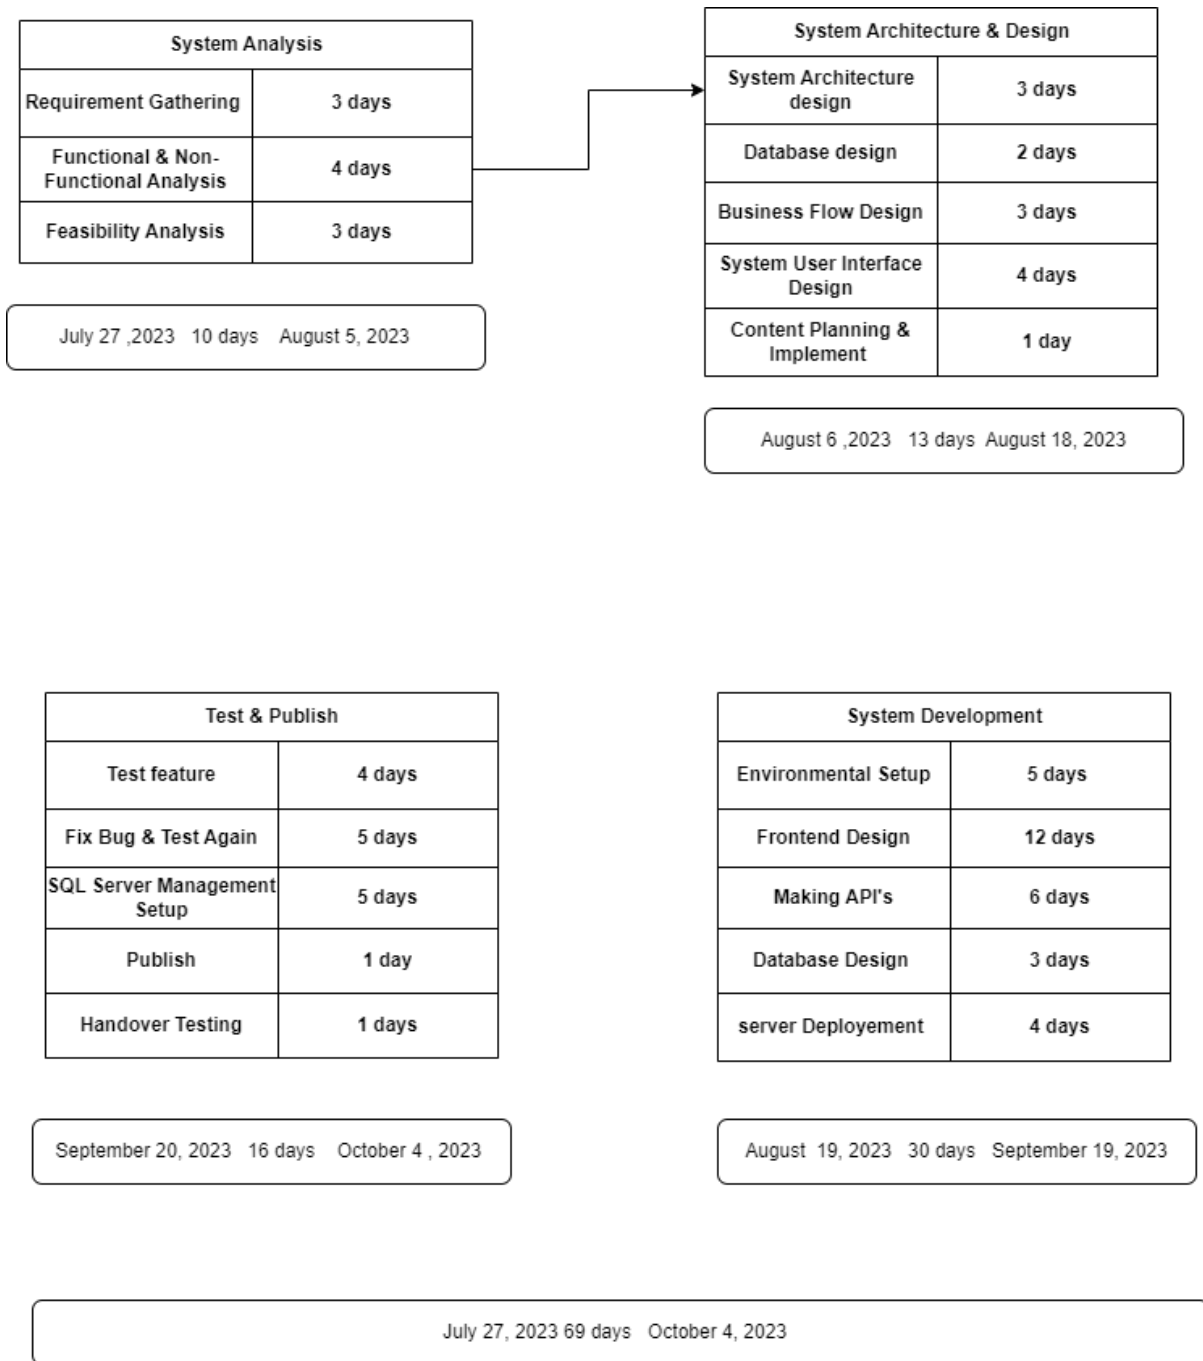 System Analysis
Requirement Gathering 3 days
Functional & Non-
Functional Analysis 4 days
Feasibility Analysis 3 days
July 27 ,2023 10 days August 5, 2023
System Architecture & Design
System Architecture
design 3 days
Database design 2 days
Business Flow Design 3 days
System User Interface
Design 4 days
Content Planning &
Implement 1 day
August 6 ,2023 13 days August 18, 2023
Test & Publish
Test feature 4 days
Fix Bug & Test Again 5 days
SQL Server Management
Setup 5 days
Publish 1 day
Handover Testing 1 days
September 20, 2023 16 days October 4 , 2023
System Development
Environmental Setup 5 days
Frontend Design 12 days
Making API's 6 days
Database Design 3 days
server Deployement 4 days
August 19, 2023 30 days September 19, 2023
July 27, 2023 69 days October 4, 2023